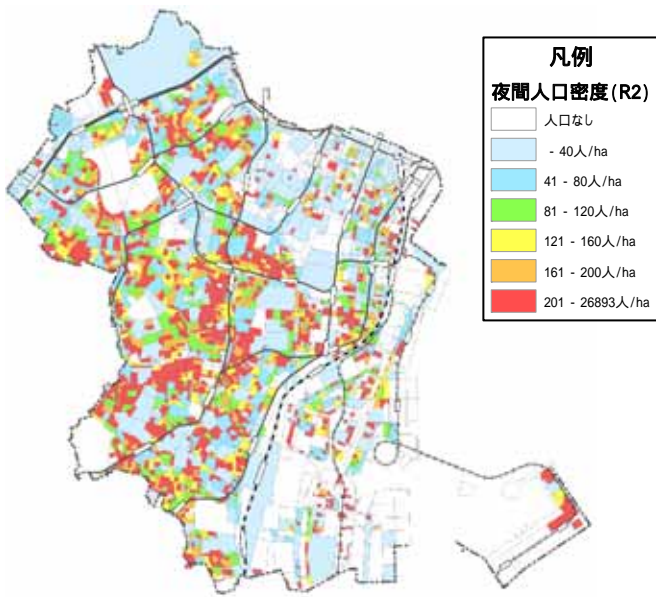 凡例
夜間人口密度(R2)
人口なし
- 40人/ha
41 - 80人/ha
81 - 120人/ha
121 - 160人/ha
161 - 200人/ha
201 - 26893人/ha